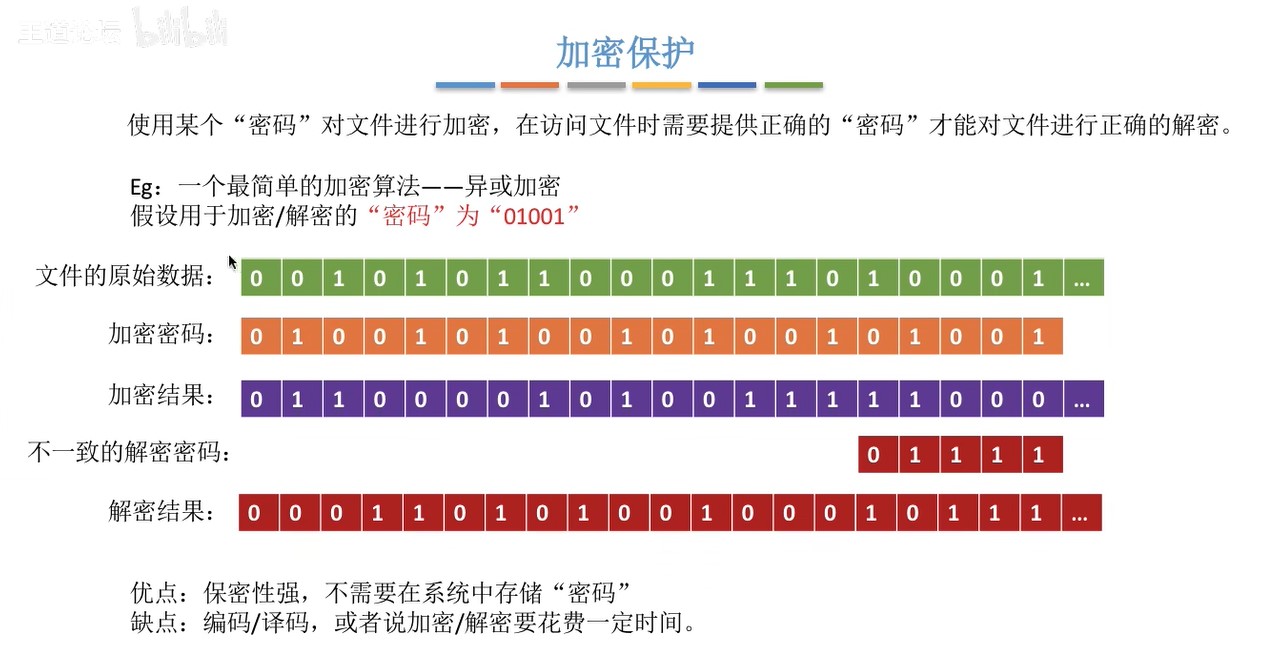 王道论坛 bilibili
加密保护
使用某个“密码”对文件进行加密，在访问文件时需要提供正确的“密码”才能对文件进行正确的解密。
Eg：一个最简单的加密算法——异或加密
假设用于加密/解密的“密码”为“01001”
文件的原始数据： 0 0 1 0 1 0 1 1 0 0 0 1 1 1 0 1 0 0 0 1 ...
加密密码： 0 1 0 0 1 0 1 0 0 1 0 1 0 0 1 0 1 0 0 1
加密结果： 0 1 1 0 0 0 0 1 0 1 0 0 1 1 1 1 1 0 0 0 ...
不一致的解密密码： 0 1 1 1 1
解密结果： 0 0 0 1 1 0 1 0 1 0 0 1 0 0 0 1 0 1 1 1 ...
优点：保密性强，不需要在系统中存储“密码”
缺点：编码/译码，或者说加密/解密要花费一定时间。